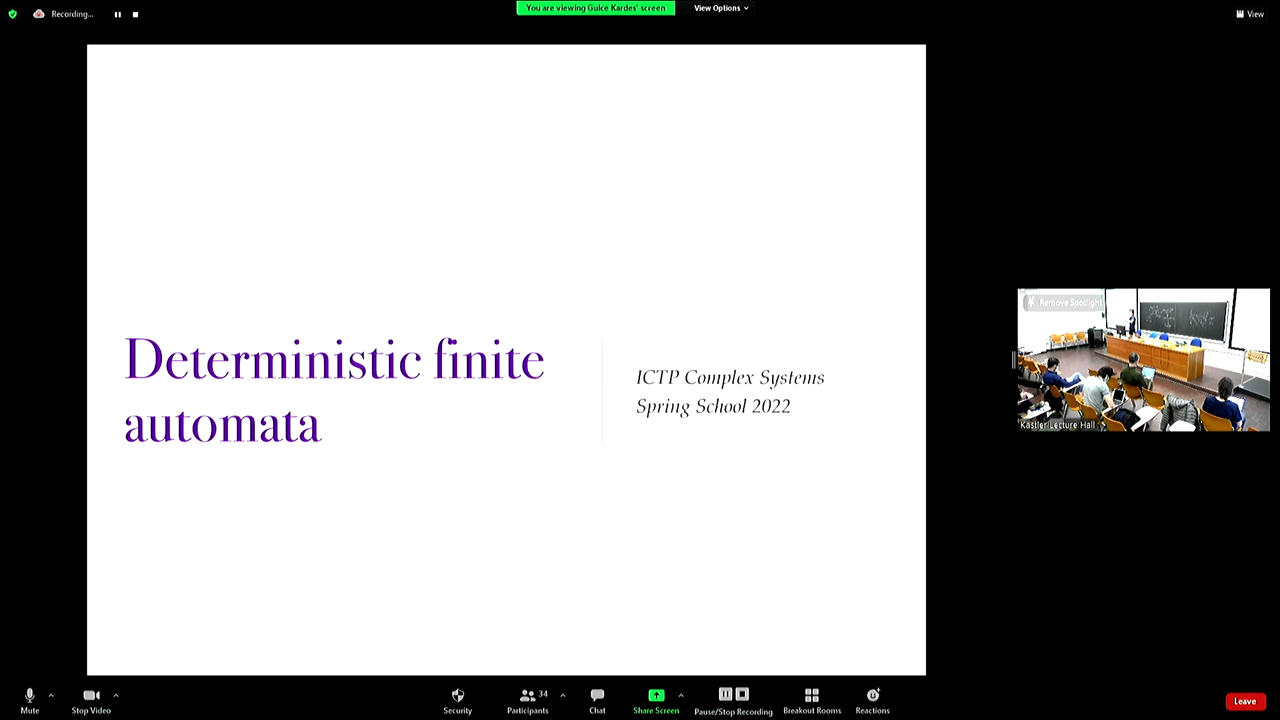 Recording...
You are viewing Gulce Kardes' screen
View Options
View
Deterministic finite
automata
ICTP Complex Systems
Spring School 2022
Remove Spotlight
Kastler Lecture Hall
Mute
Stop Video
Security
Participants
34
Chat
Share Screen
Pause/Stop Recording
Breakout Rooms
Reactions
Leave